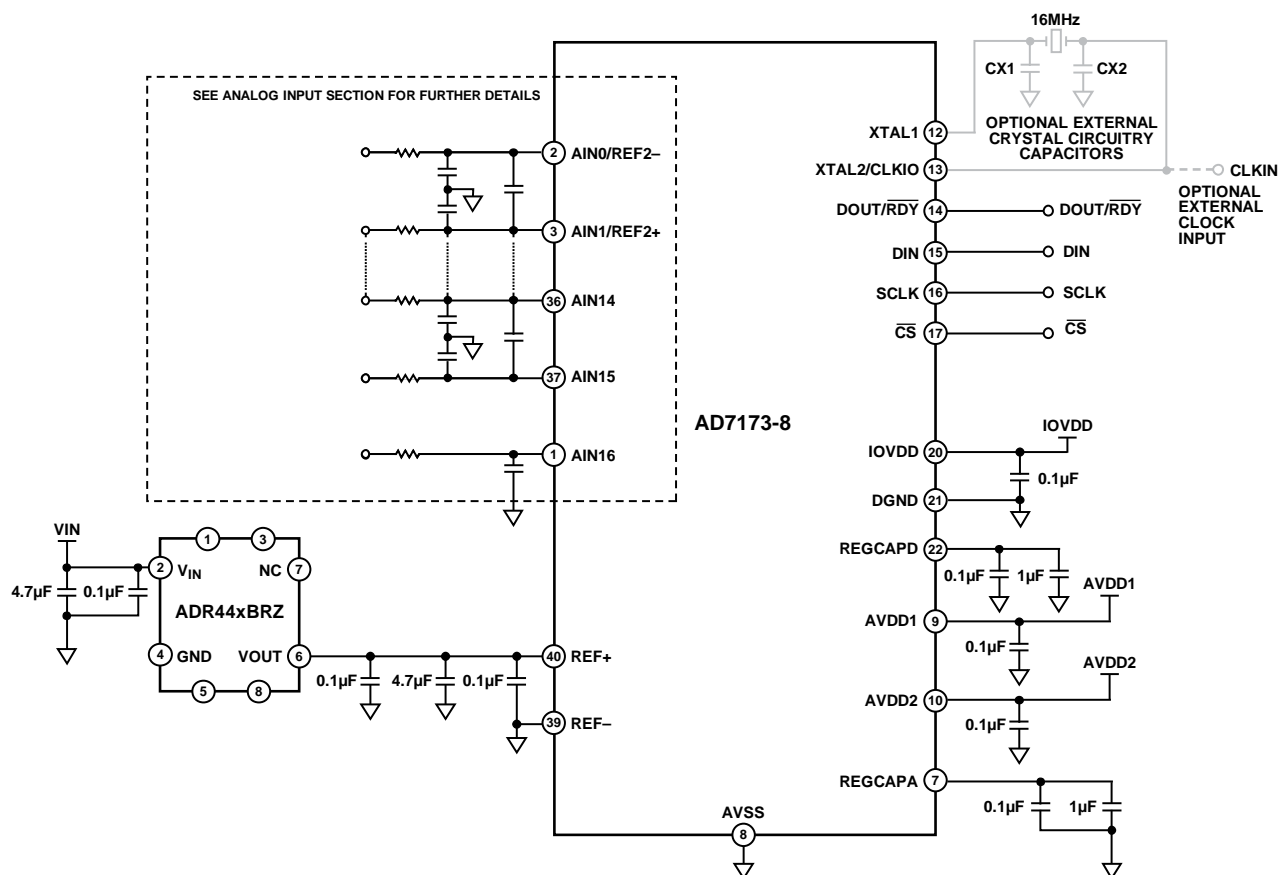 16MHz
CX1
CX2
OPTIONAL EXTERNAL
CRYSTAL CIRCUITRY
CAPACITORS
SEE ANALOG INPUT SECTION FOR FURTHER DETAILS
2
AIN0/REF2–
3
AIN1/REF2+
36
AIN14
37
AIN15
1
AIN16
AD7173-8
XTAL1
12
XTAL2/CLKIO
13
CLKIN
OPTIONAL
EXTERNAL
CLOCK
INPUT
DOUT/RDY
14
DOUT/RDY
DIN
15
DIN
SCLK
16
SCLK
CS
17
CS
IOVDD
IOVDD
20
0.1µF
DGND
21
REGCAPD
22
0.1µF
1µF
AVDD1
AVDD1
9
0.1µF
AVDD2
AVDD2
10
0.1µF
REGCAPA
7
0.1µF
1µF
VIN
4.7µF
0.1µF
1
3
2
VIN
NC
7
ADR44xBRZ
4
GND
VOUT
6
5
8
0.1µF
4.7µF
0.1µF
40
REF+
39
REF–
AVSS
8